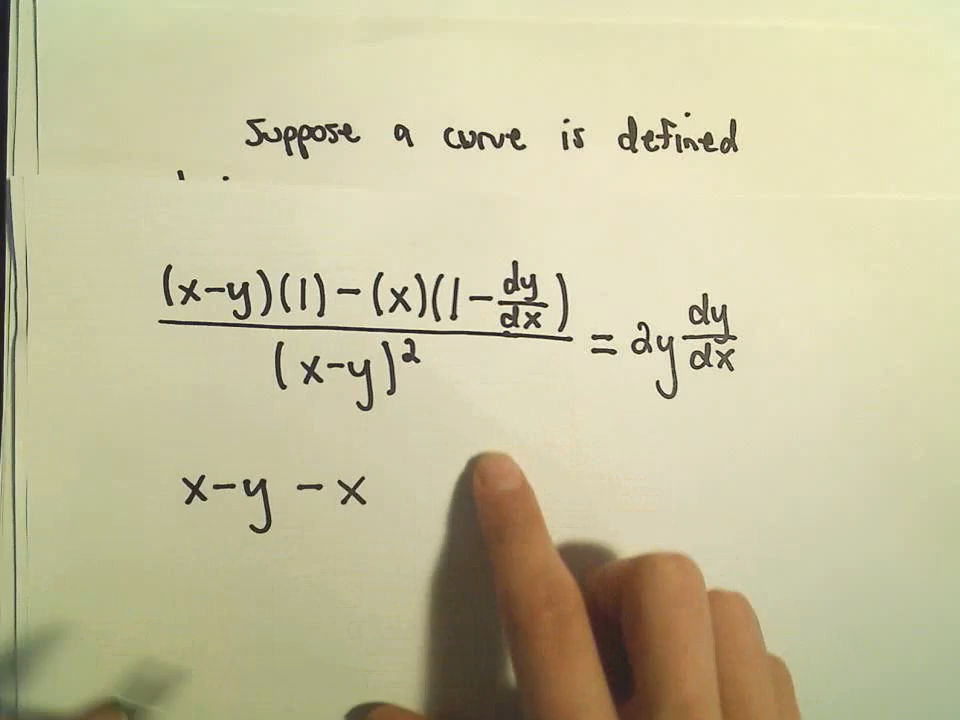 Suppose a curve is defined
(x-y)(1) - (x)(1 - dy/dx) / (x-y)² = 2y dy/dx
x-y - x